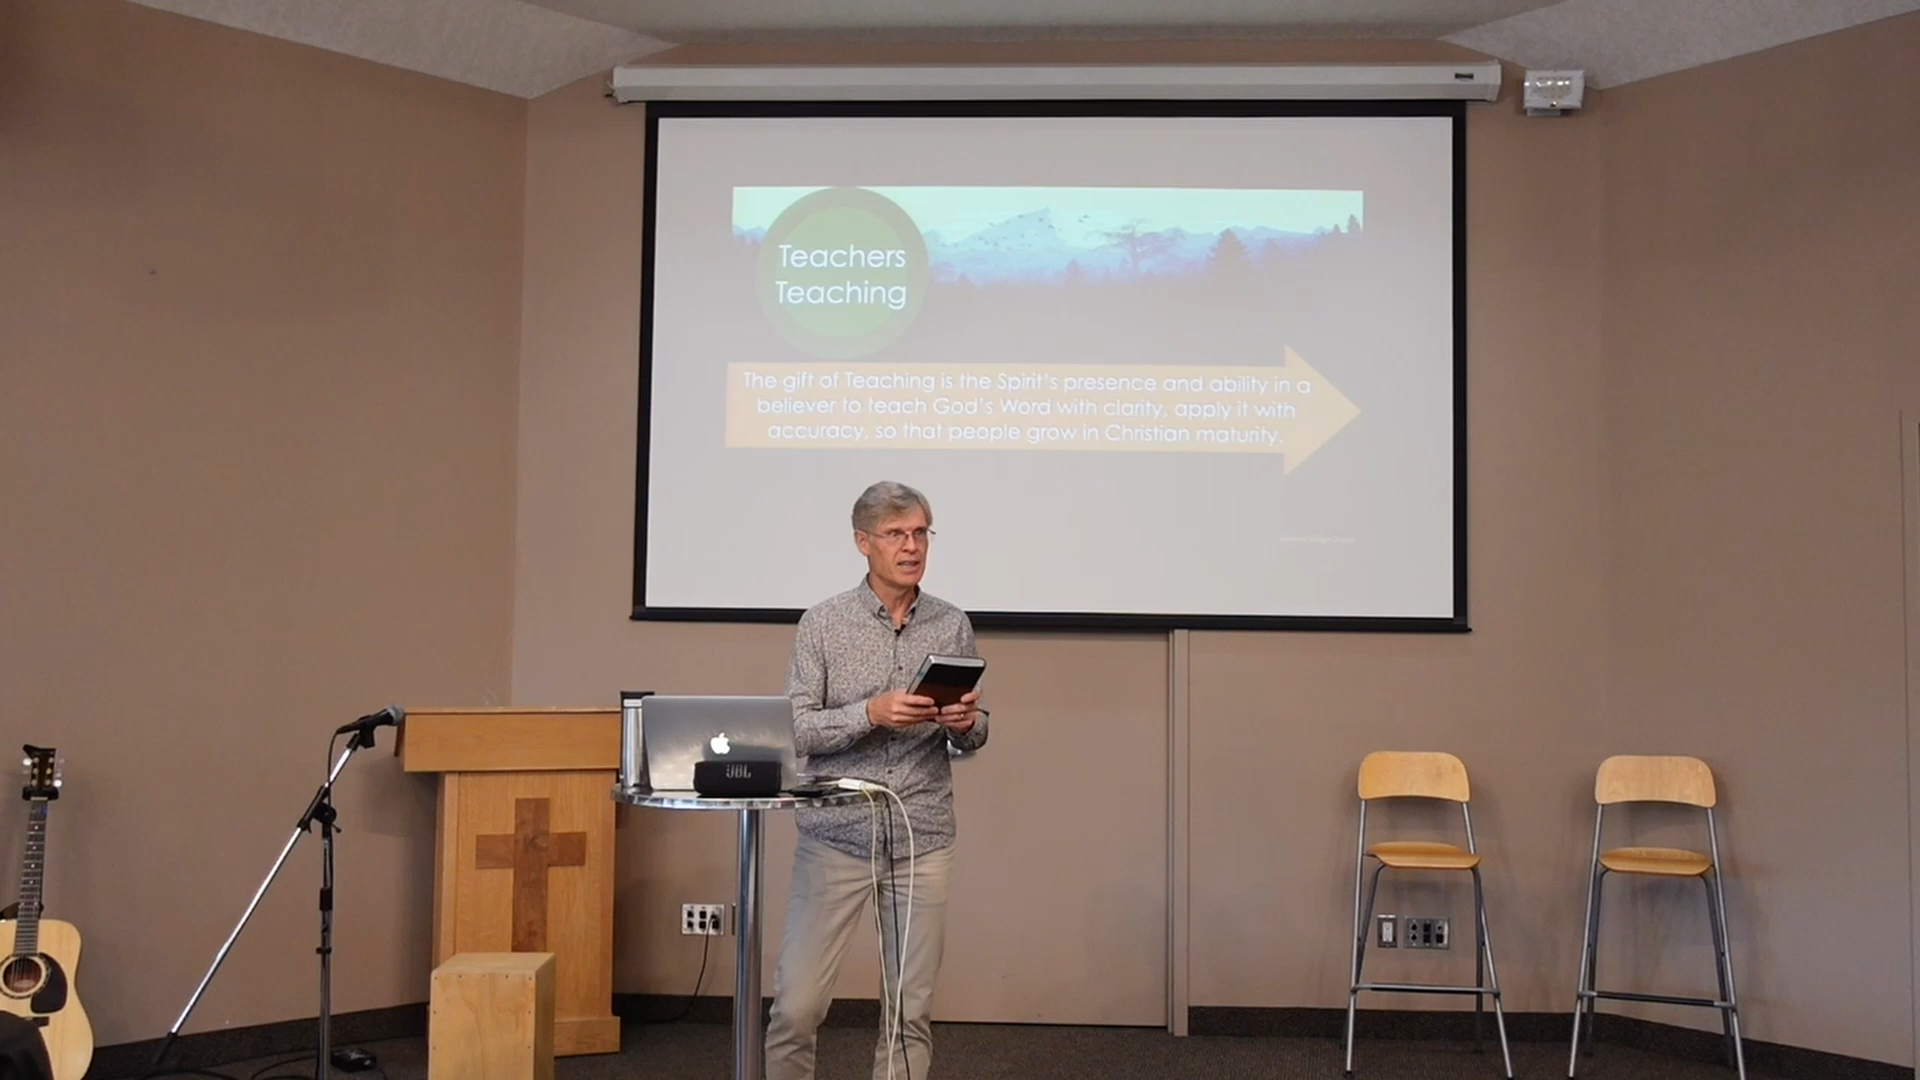 Teachers
Teaching
The gift of Teaching is the Spirit's presence and ability in a
believer to teach God's Word with clarity, apply it with
accuracy, so that people grow in Christian maturity.
JBL